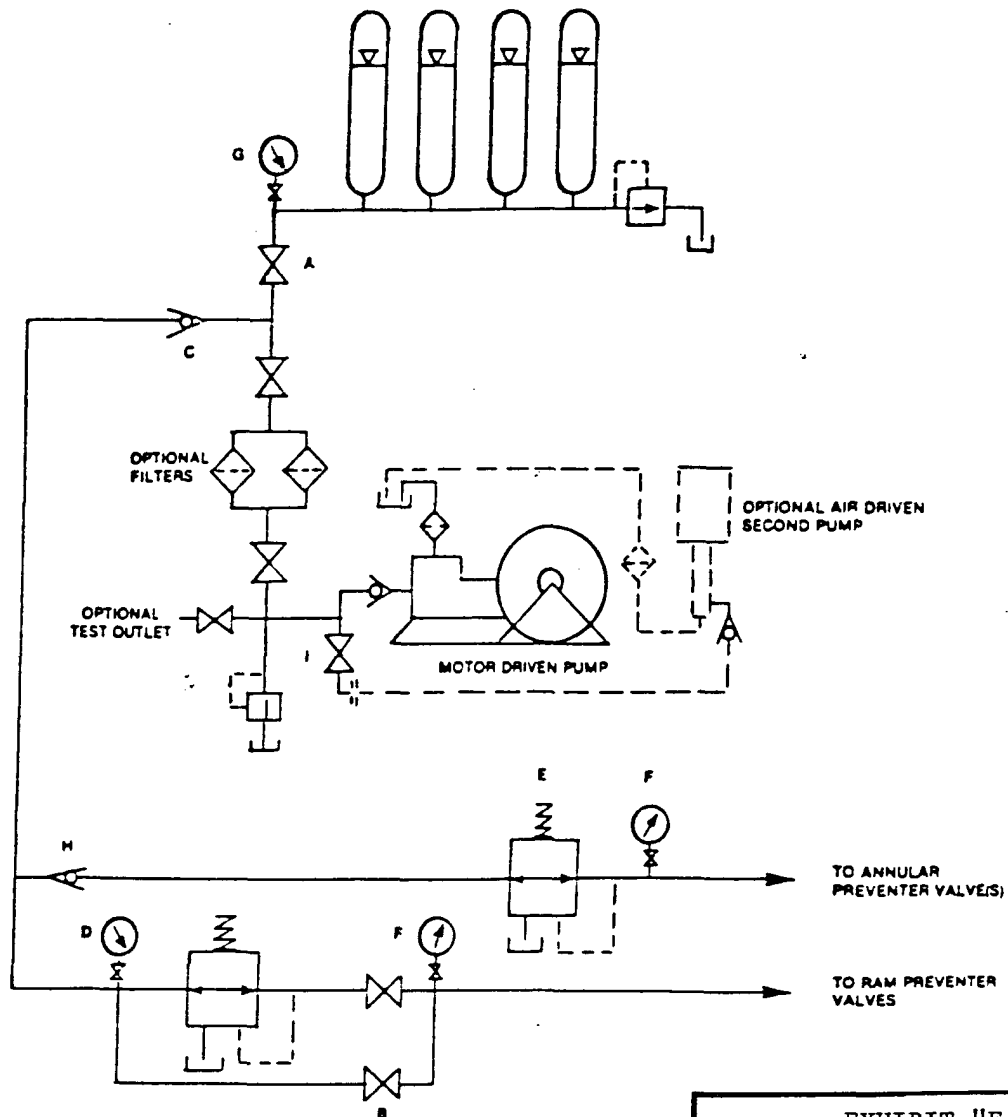 G
A
C
OPTIONAL
FILTERS
OPTIONAL AIR DRIVEN
SECOND PUMP
OPTIONAL
TEST OUTLET
I
MOTOR DRIVEN PUMP
E
F
H
TO ANNULAR
PREVENTER VALVE(S)
D
F
TO RAM PREVENTER
VALVES
B